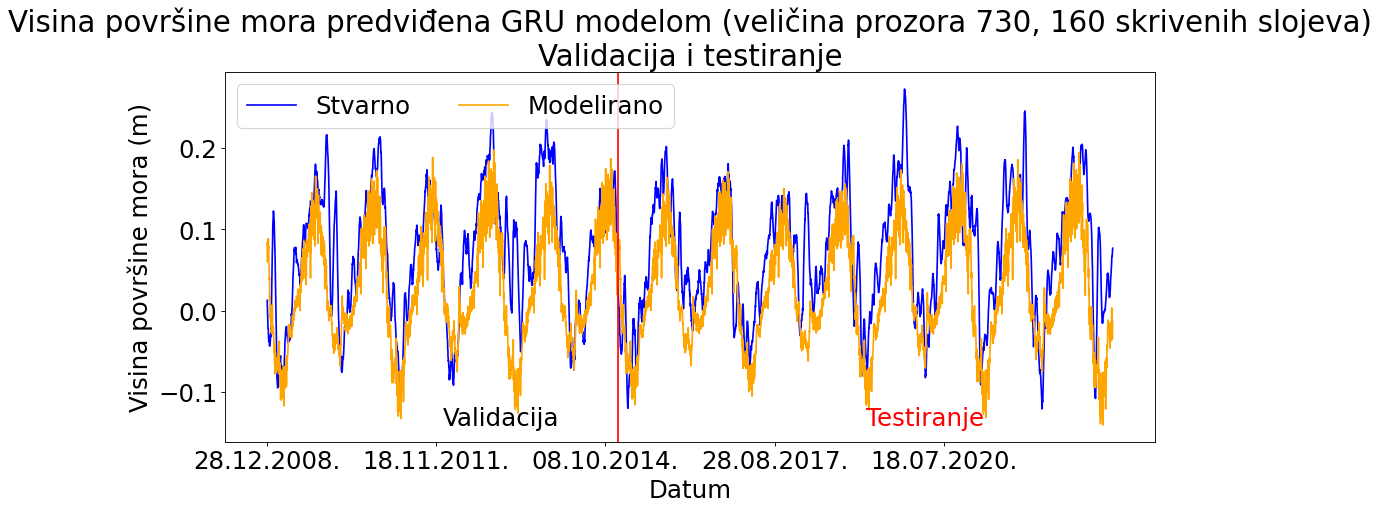 Visina površine mora predviđena GRU modelom (veličina prozora 730, 160 skrivenih slojeva)
Validacija i testiranje
Stvarno
Modelirano
Visina površine mora (m)
0.2
0.1
0.0
−0.1
Validacija
Testiranje
28.12.2008.
18.11.2011.
08.10.2014.
28.08.2017.
18.07.2020.
Datum